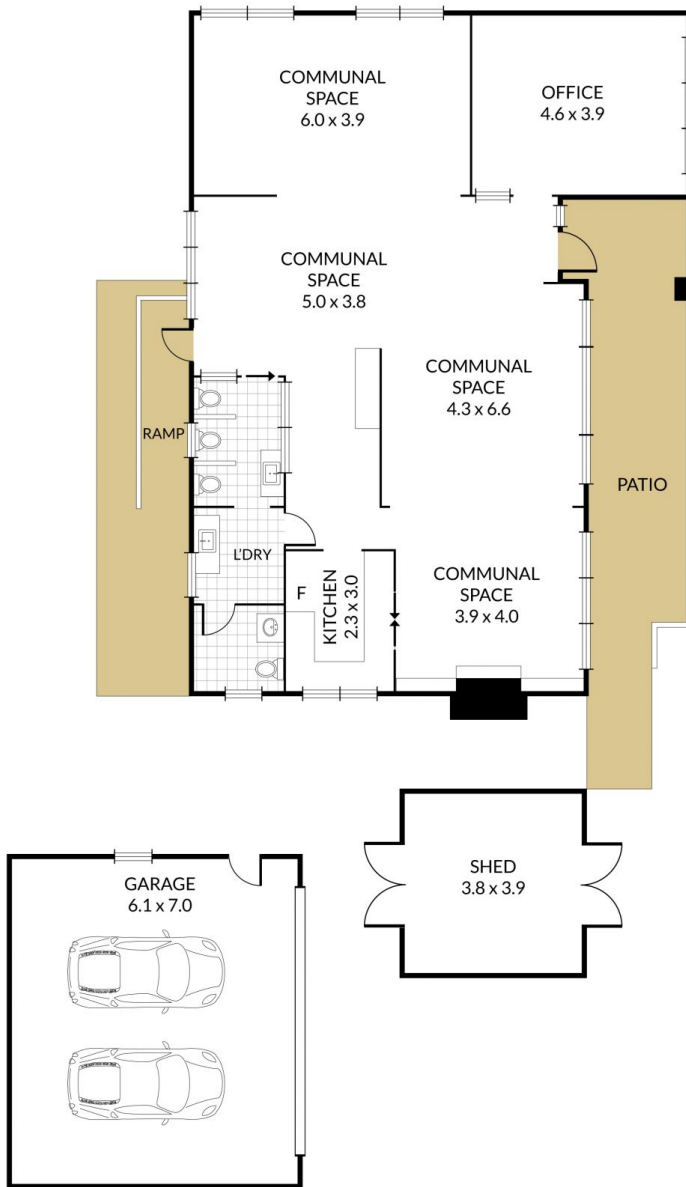 COMMUNAL
SPACE
6.0 x 3.9
OFFICE
4.6 x 3.9
COMMUNAL
SPACE
5.0 x 3.8
COMMUNAL
SPACE
4.3 x 6.6
RAMP
PATIO
L'DRY
F
KITCHEN
2.3 x 3.0
COMMUNAL
SPACE
3.9 x 4.0
SHED
3.8 x 3.9
GARAGE
6.1 x 7.0